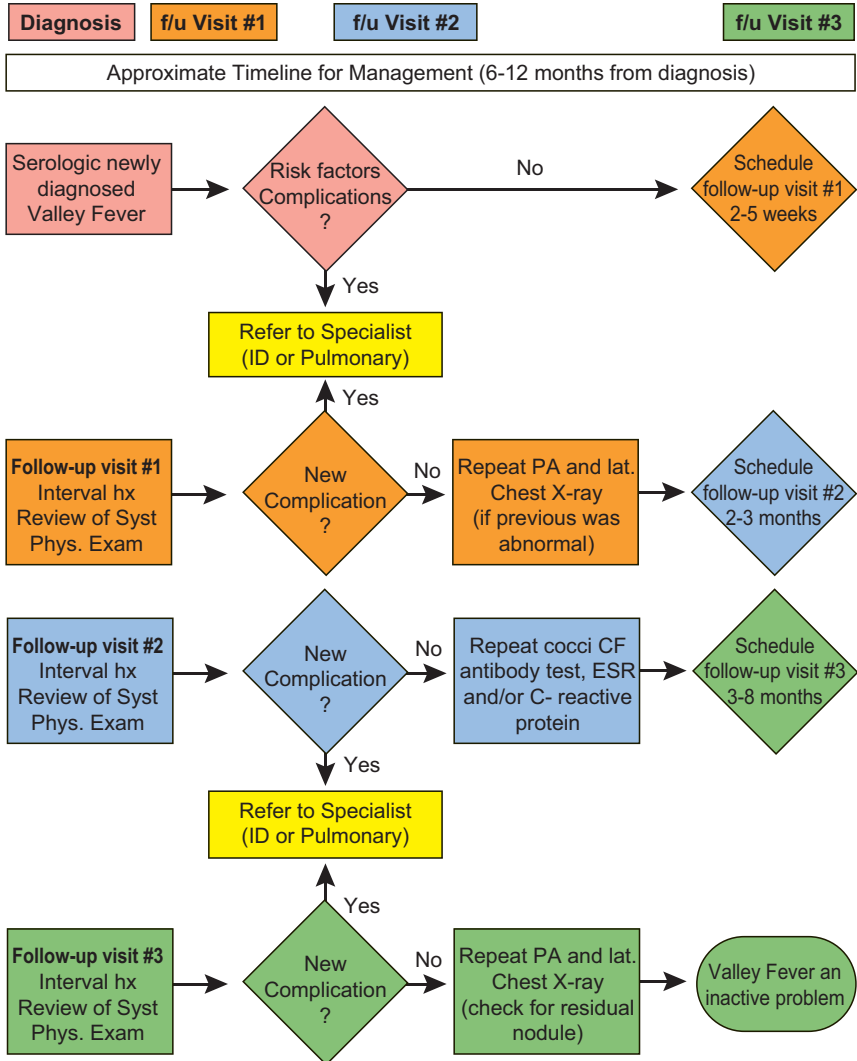 Diagnosis
f/u Visit #1
f/u Visit #2
f/u Visit #3
Approximate Timeline for Management (6-12 months from diagnosis)
Serologic newly
diagnosed
Valley Fever
Risk factors
Complications
?
No
Schedule
follow-up visit #1
2-5 weeks
Yes
Refer to Specialist
(ID or Pulmonary)
Yes
Follow-up visit #1
Interval hx
Review of Syst
Phys. Exam
New
Complication
?
No
Repeat PA and lat.
Chest X-ray
(if previous was
abnormal)
Schedule
follow-up visit #2
2-3 months
Follow-up visit #2
Interval hx
Review of Syst
Phys. Exam
New
Complication
?
No
Repeat cocci CF
antibody test, ESR
and/or C- reactive
protein
Schedule
follow-up visit #3
3-8 months
Yes
Refer to Specialist
(ID or Pulmonary)
Yes
Follow-up visit #3
Interval hx
Review of Syst
Phys. Exam
New
Complication
?
No
Repeat PA and lat.
Chest X-ray
(check for residual
nodule)
Valley Fever an
inactive problem